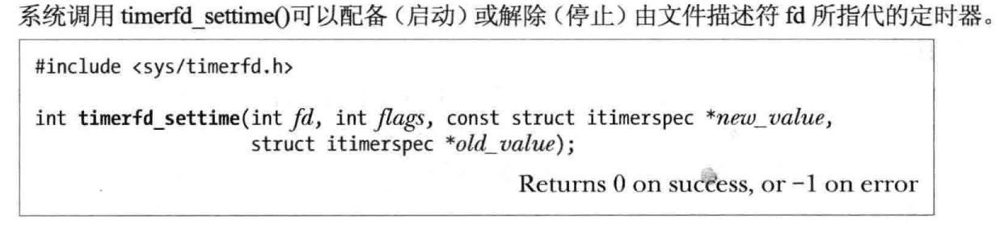 系统调用 timerfd_settime()可以配备（启动）或解除（停止）由文件描述符 fd 所指代的定时器。
#include <sys/timerfd.h>
int timerfd_settime(int fd, int flags, const struct itimerspec *new_value,
struct itimerspec *old_value);
Returns 0 on success, or −1 on error